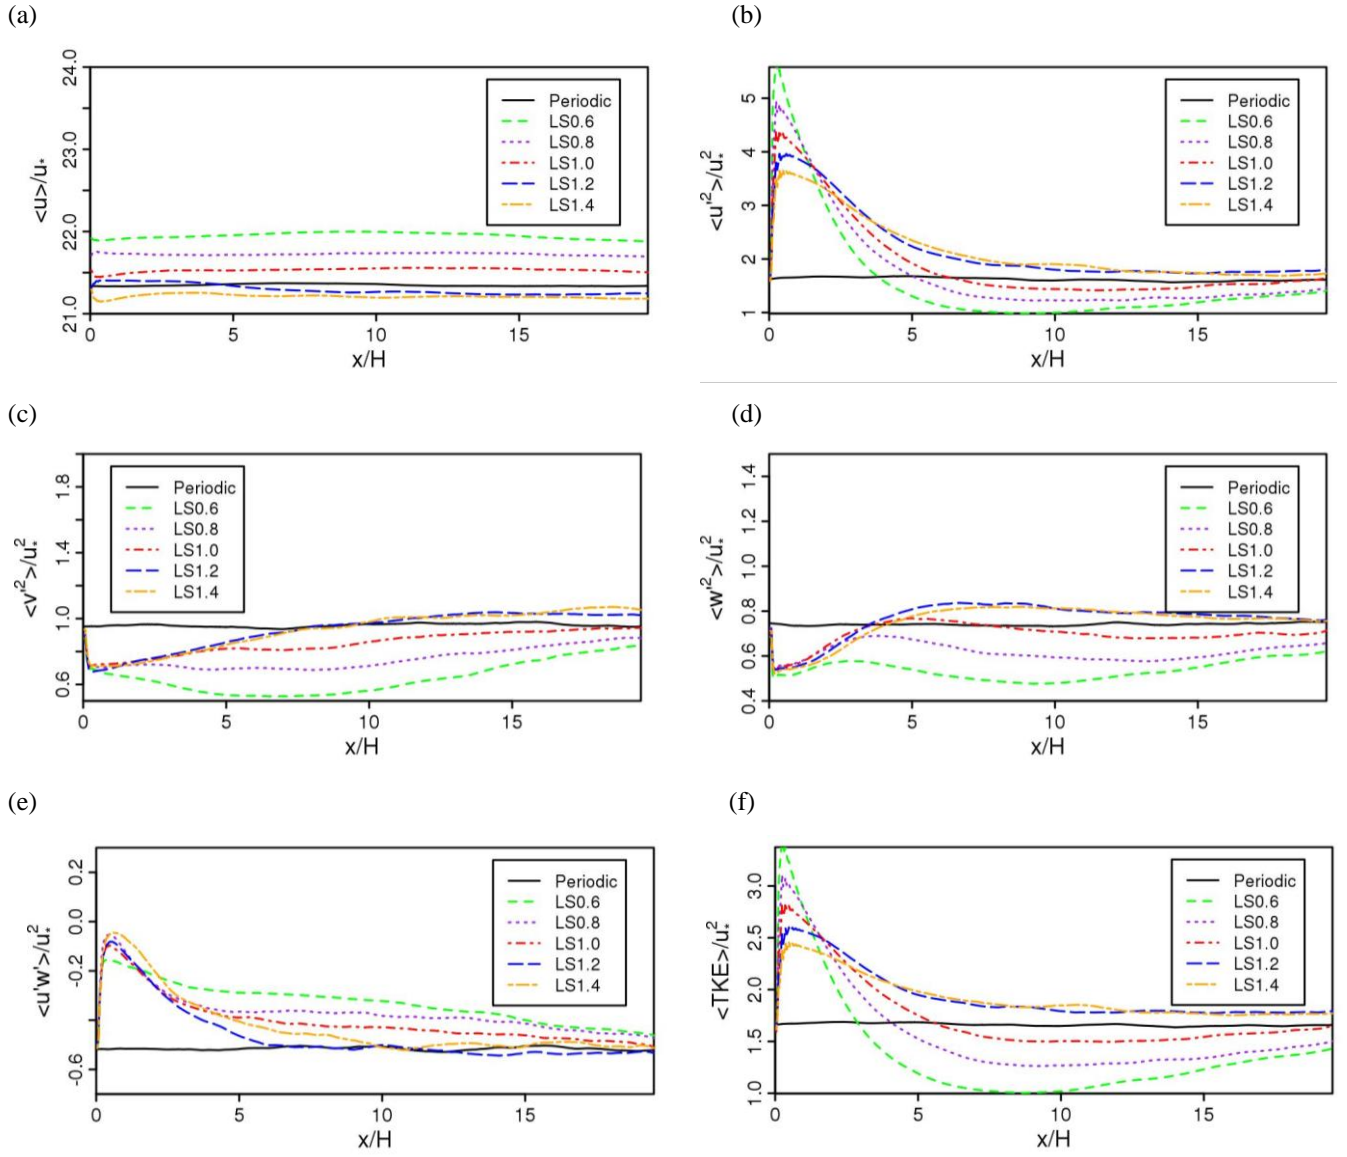 (a)
<u>/u*
24.0
23.0
22.0
21.0
Periodic
LS0.6
LS0.8
LS1.0
LS1.2
LS1.4
0 5 10 15
x/H
(b)
<u'²>/u*²
5
4
3
2
1
Periodic
LS0.6
LS0.8
LS1.0
LS1.2
LS1.4
0 5 10 15
x/H
(c)
<v'²>/u*²
1.8
1.4
1.0
0.6
Periodic
LS0.6
LS0.8
LS1.0
LS1.2
LS1.4
0 5 10 15
x/H
(d)
<w'²>/u*²
1.4
1.2
1.0
0.8
0.6
0.4
Periodic
LS0.6
LS0.8
LS1.0
LS1.2
LS1.4
0 5 10 15
x/H
(e)
<u'w'>/u*²
0.2
0.0
-0.2
-0.6
Periodic
LS0.6
LS0.8
LS1.0
LS1.2
LS1.4
0 5 10 15
x/H
(f)
<TKE>/u*²
3.0
2.5
2.0
1.5
1.0
Periodic
LS0.6
LS0.8
LS1.0
LS1.2
LS1.4
0 5 10 15
x/H